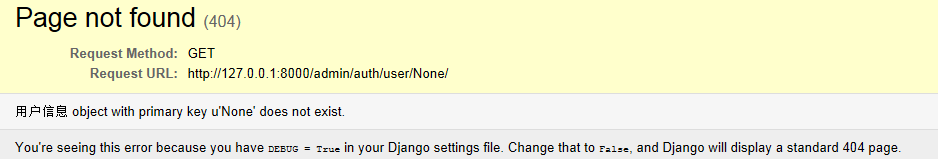 Page not found (404)
Request Method: GET
Request URL: http://127.0.0.1:8000/admin/auth/user/None/
用户信息 object with primary key u'None' does not exist.
You're seeing this error because you have DEBUG = True in your Django settings file. Change that to False, and Django will display a standard 404 page.